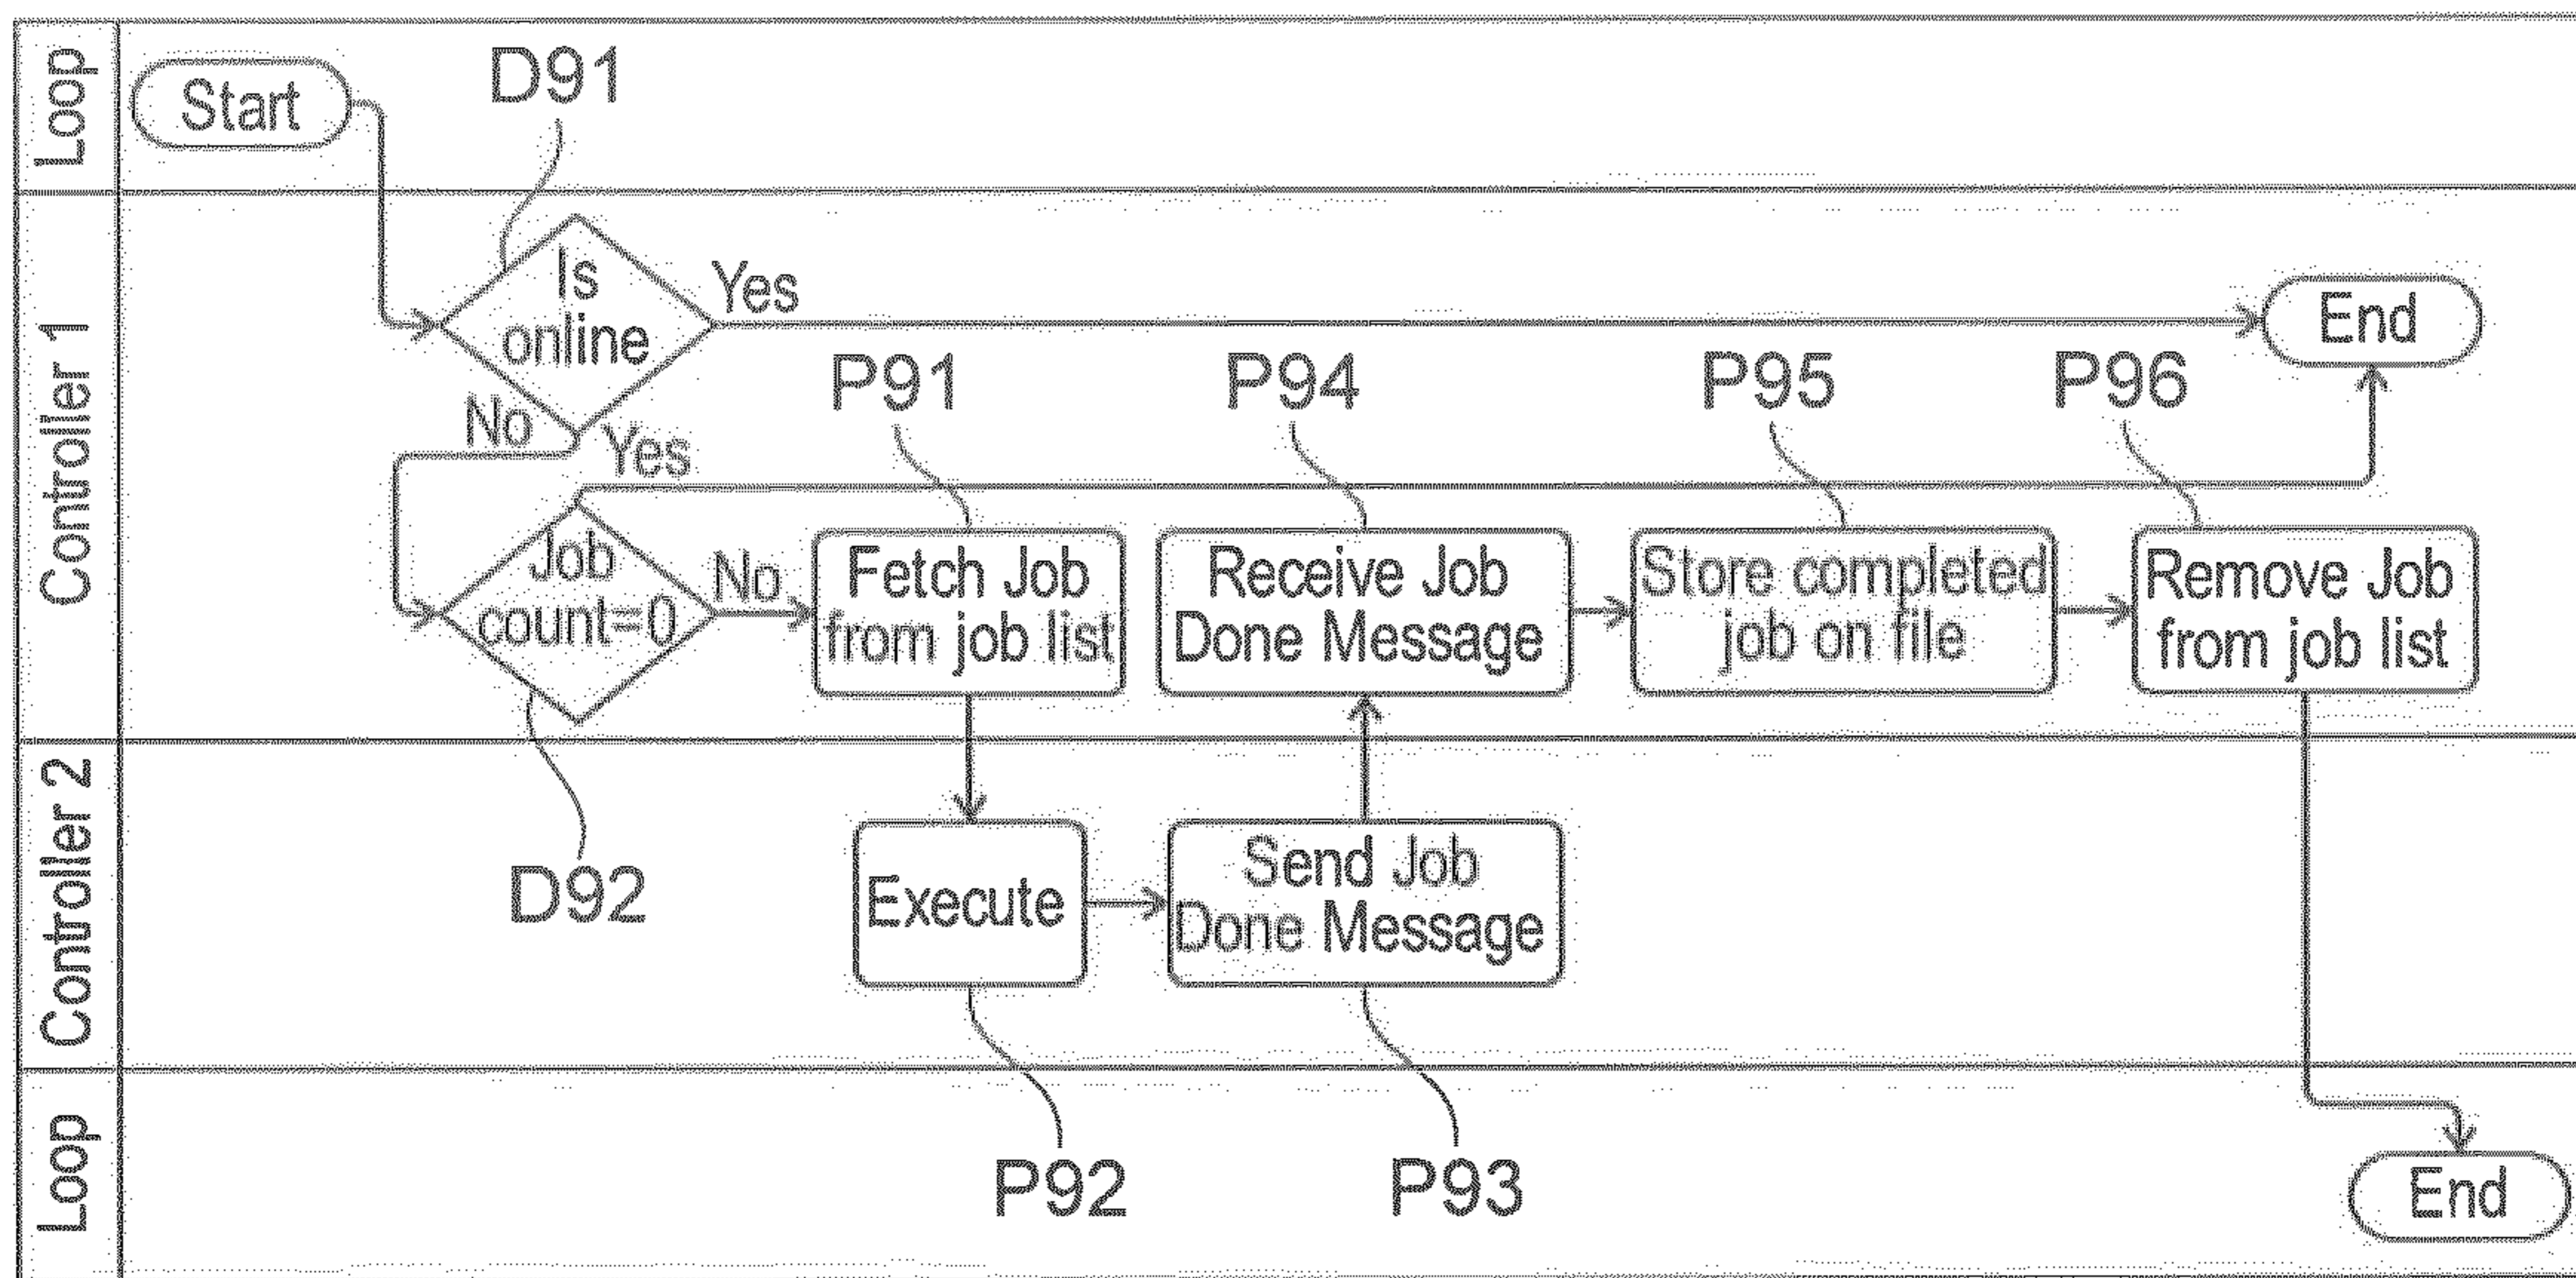 Loop
Start
D91
Controller 1
Is
online
Yes
End
No
Yes
P91
P94
P95
P96
Job
count=0
No
Fetch Job
from job list
Receive Job
Done Message
Store completed
job on file
Remove Job
from job list
Controller 2
D92
Execute
Send Job
Done Message
Loop
P92
P93
End